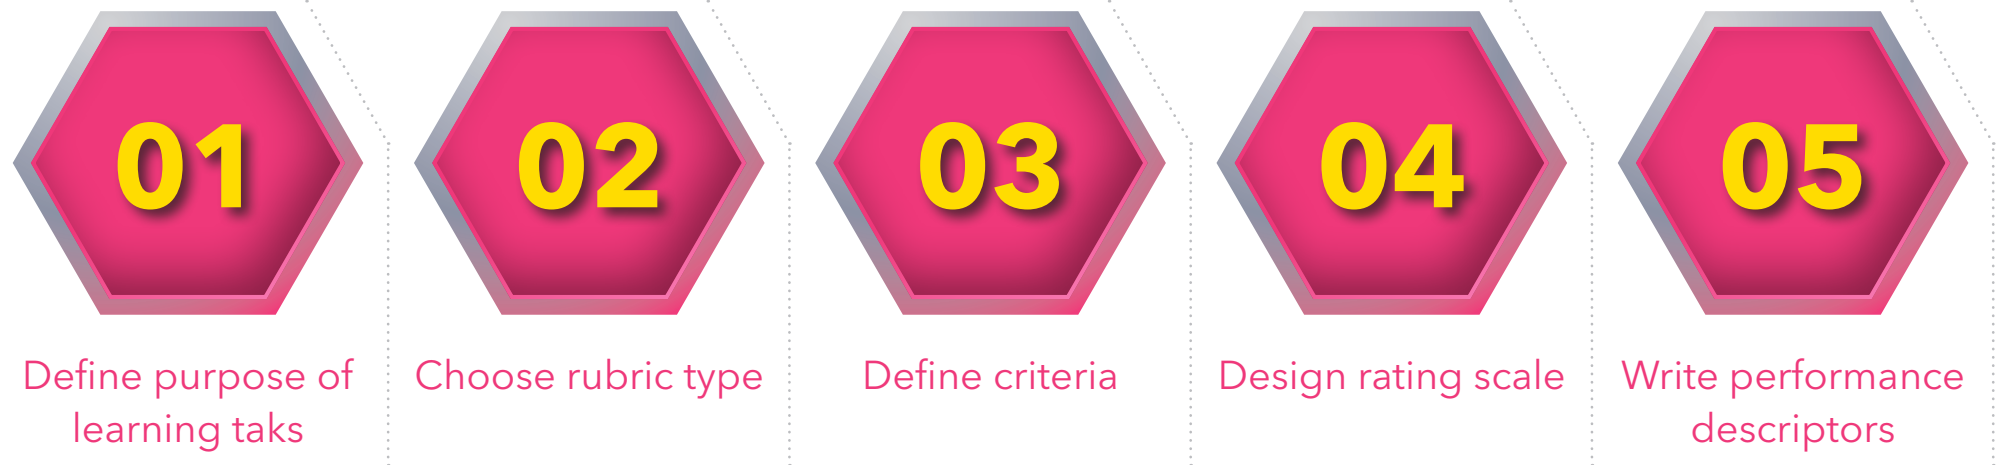 01
Define purpose of
learning taks
02
Choose rubric type
03
Define criteria
04
Design rating scale
05
Write performance
descriptors